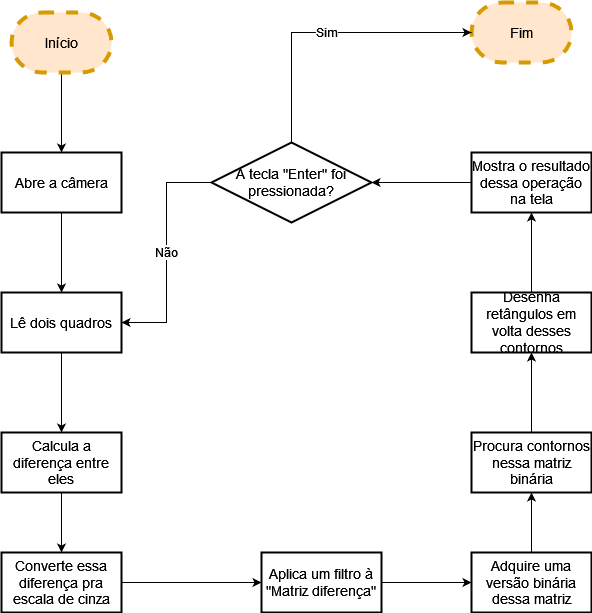 Início
Abre a câmera
Lê dois quadros
Calcula a
diferença entre
eles
Converte essa
diferença pra
escala de cinza
Aplica um filtro à
"Matriz diferença"
Adquire uma
versão binária
dessa matriz
Procura contornos
nessa matriz
binária
Desenha
retângulos em
volta desses
contornos
Mostra o resultado
dessa operação
na tela
A tecla "Enter" foi
pressionada?
Não
Sim
Fim